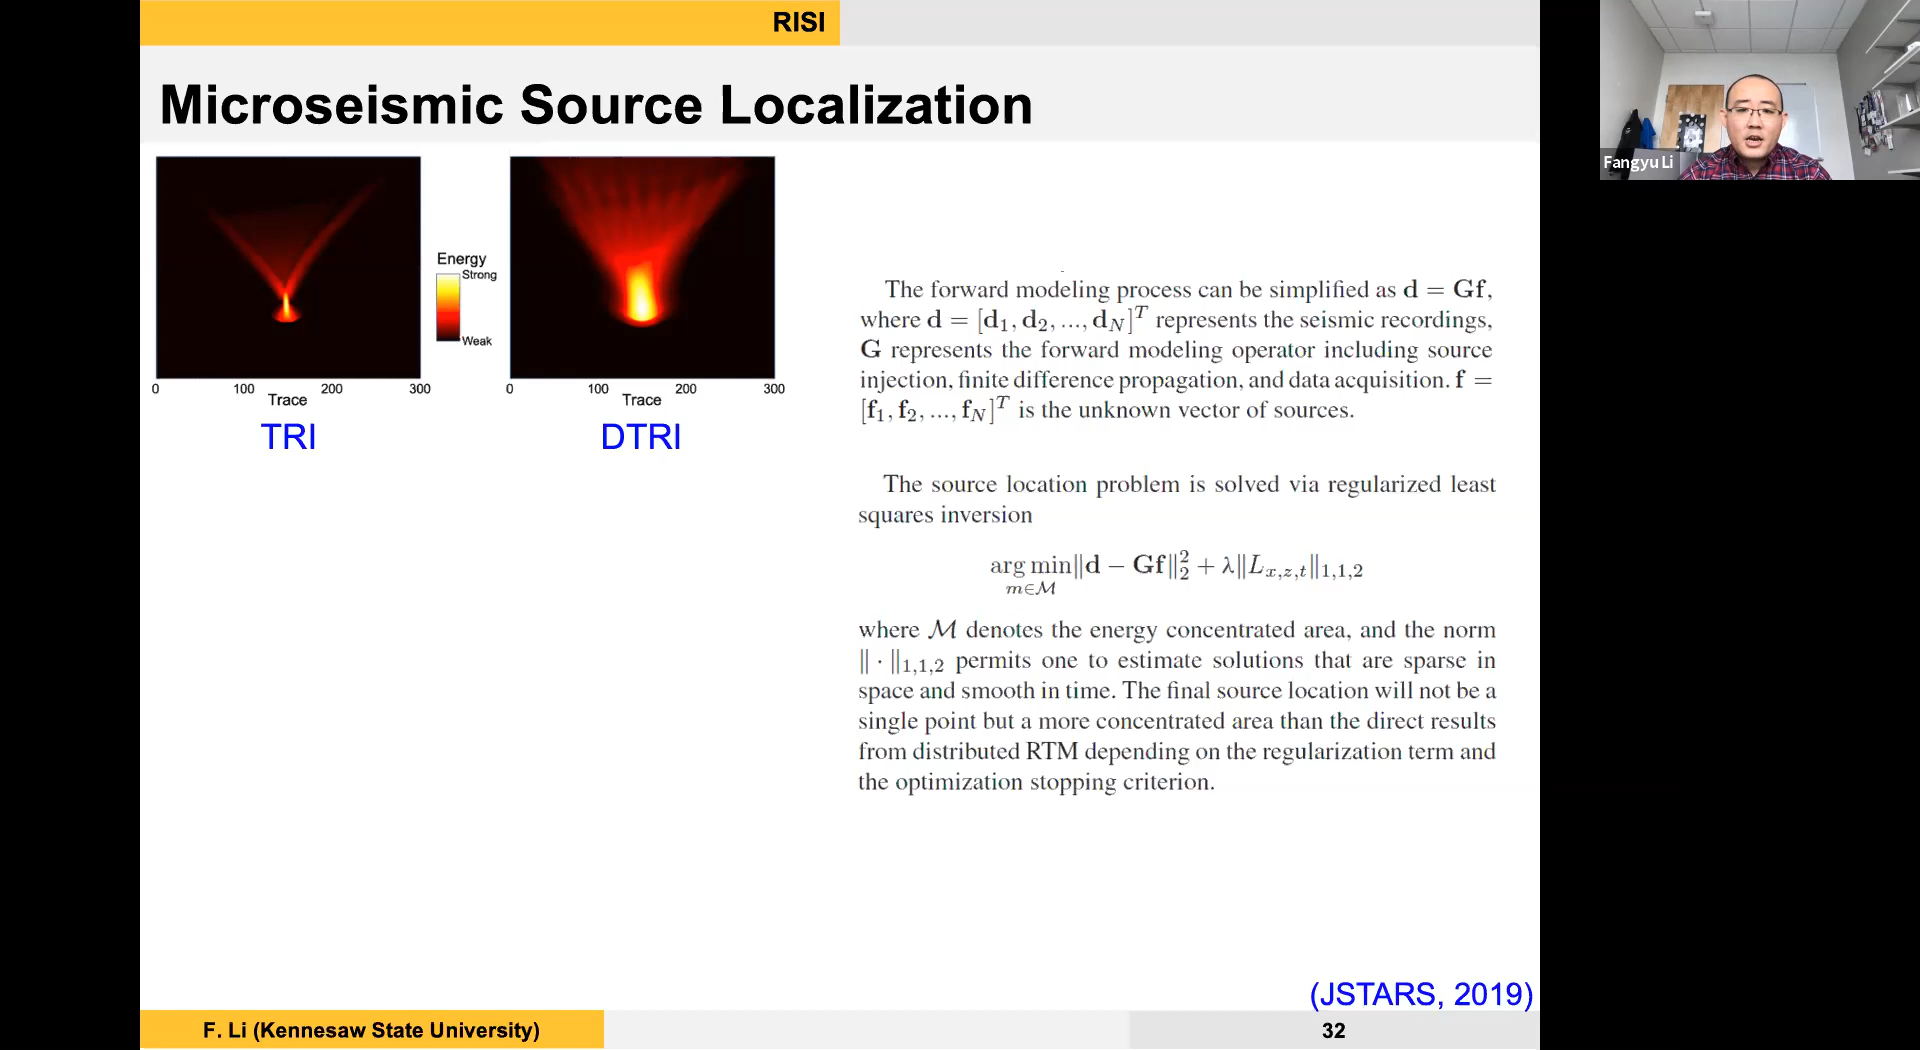 RISI
Microseismic Source Localization
Fangyu Li
Energy
Strong
Weak
0 100 200 300
Trace
TRI
0 100 200 300
Trace
DTRI
The forward modeling process can be simplified as d = Gf,
where d = [d₁, d₂, ..., d_N]ᵀ represents the seismic recordings,
G represents the forward modeling operator including source
injection, finite difference propagation, and data acquisition. f =
[f₁, f₂, ..., f_N]ᵀ is the unknown vector of sources.
The source location problem is solved via regularized least
squares inversion
arg min‖d − Gf‖₂² + λ‖L_{x,z,t}‖₁,₁,₂
m∈ℳ
where ℳ denotes the energy concentrated area, and the norm
‖ · ‖₁,₁,₂ permits one to estimate solutions that are sparse in
space and smooth in time. The final source location will not be a
single point but a more concentrated area than the direct results
from distributed RTM depending on the regularization term and
the optimization stopping criterion.
(JSTARS, 2019)
F. Li (Kennesaw State University)
32